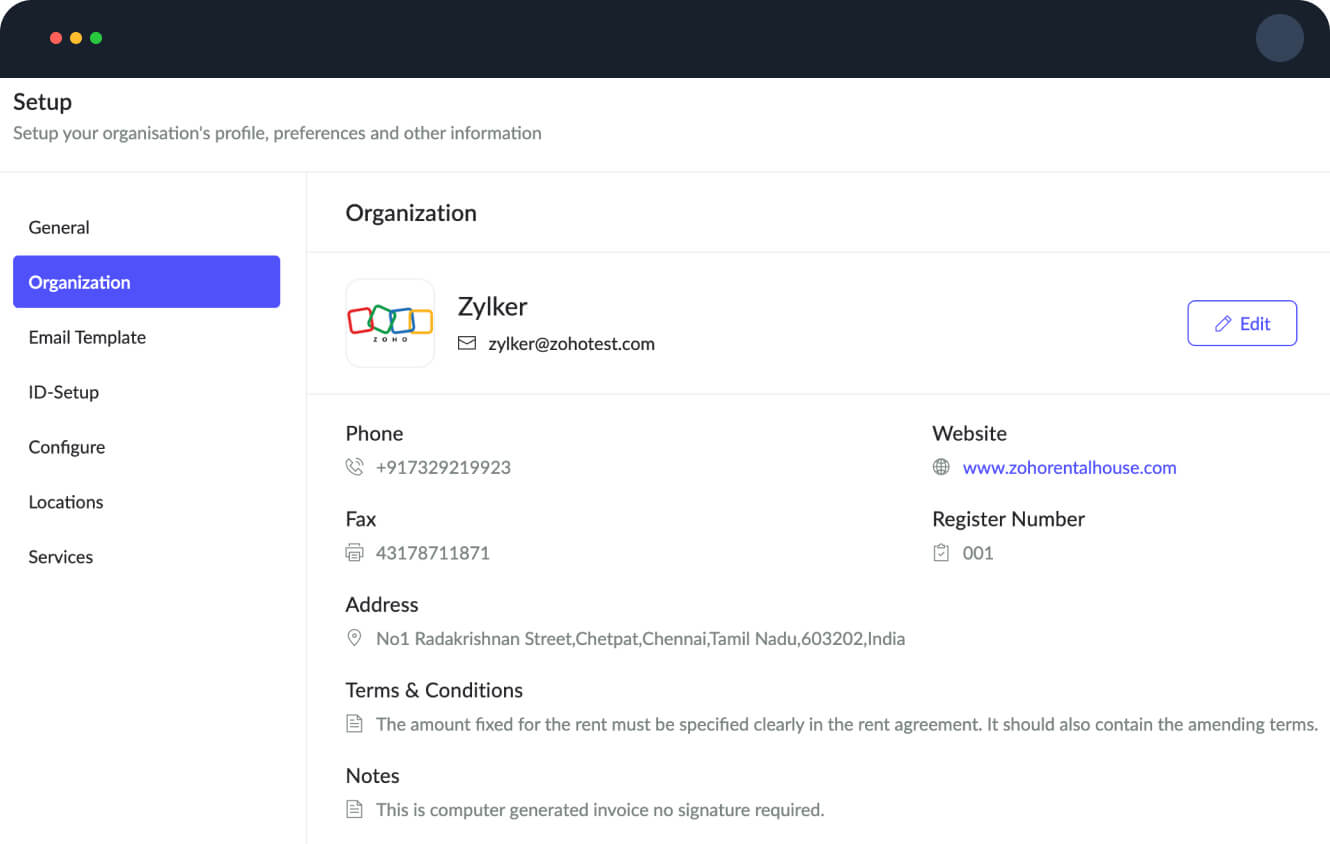 Setup
Setup your organisation's profile, preferences and other information
General
Organization
Email Template
ID-Setup
Configure
Locations
Services
Organization
ZOHO
Zylker
zylker@zohotest.com
Edit
Phone
+917329219923
Website
www.zohorentalhouse.com
Fax
43178711871
Register Number
001
Address
No1 Radakrishnan Street,Chetpat,Chennai,Tamil Nadu,603202,India
Terms & Conditions
The amount fixed for the rent must be specified clearly in the rent agreement. It should also contain the amending terms.
Notes
This is computer generated invoice no signature required.